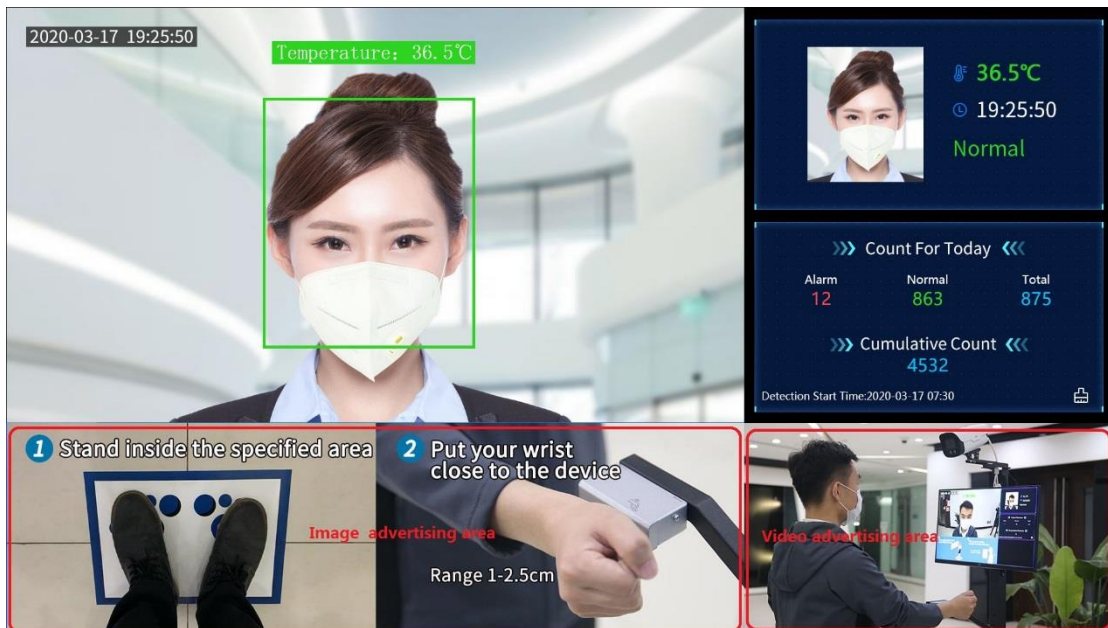 2020-03-17 19:25:50
Temperature: 36.5℃
36.5℃
19:25:50
Normal
Count For Today
Alarm Normal Total
12 863 875
Cumulative Count
4532
Detection Start Time:2020-03-17 07:30
1 Stand inside the specified area
2 Put your wrist
close to the device
Image advertising area
Range 1-2.5cm
Video advertising area